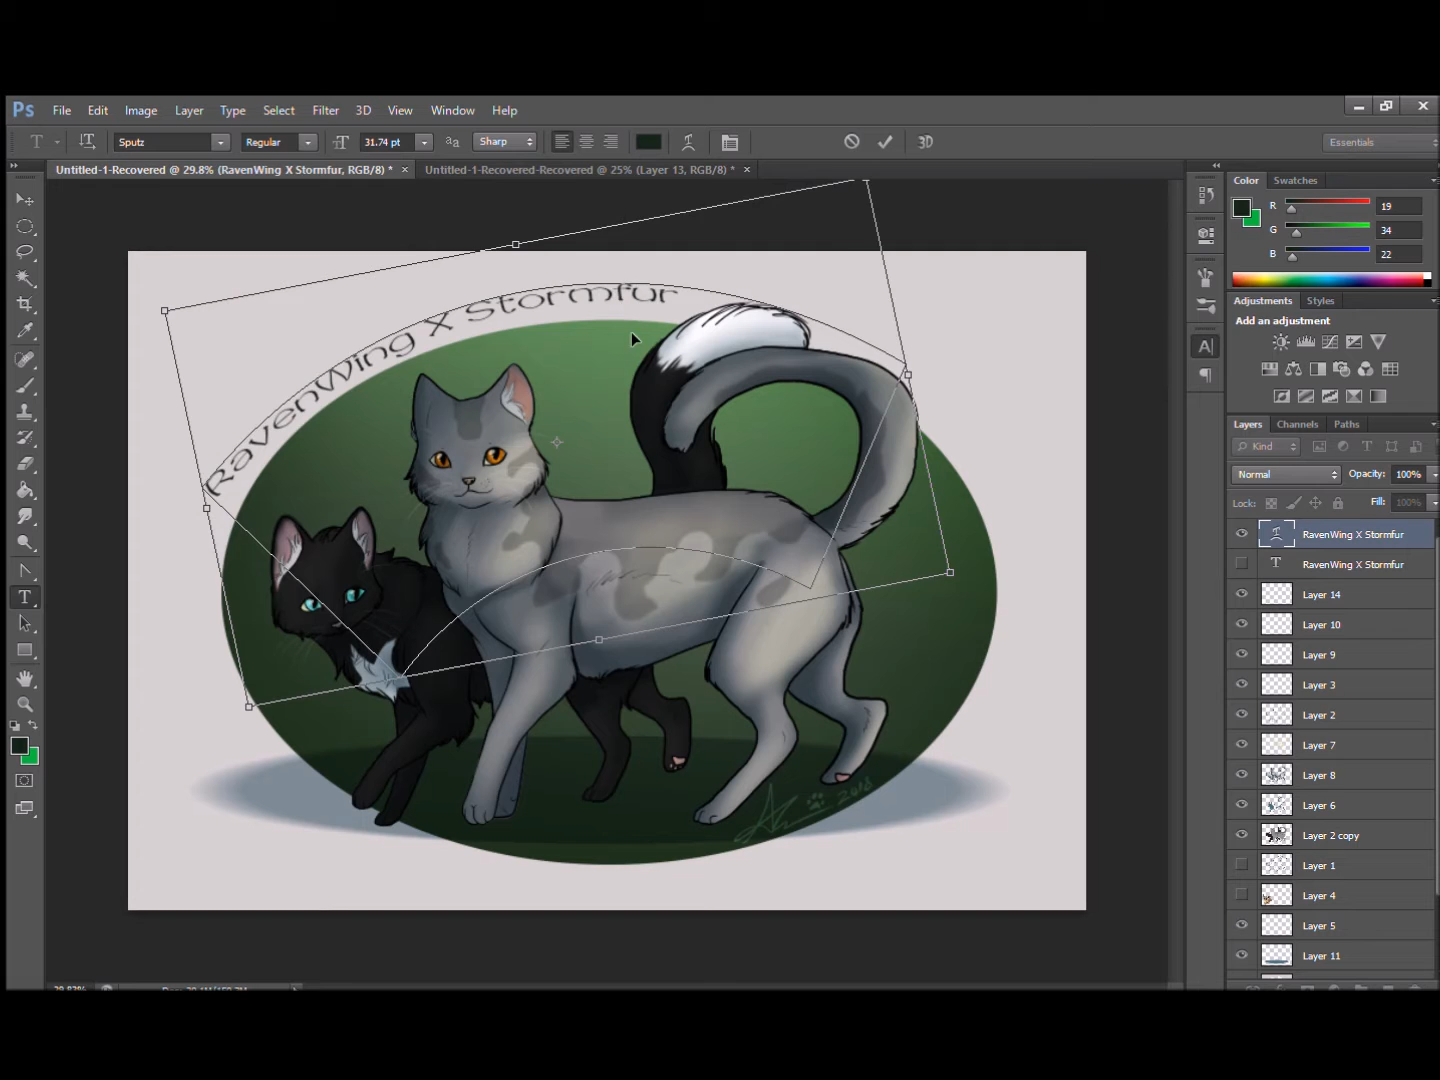 Ps File Edit Image Layer Type Select Filter 3D View Window Help
T Sputz Regular 31.74 pt aa Sharp 3D Essentials
Untitled-1-Recovered @ 29.8% (RavenWing X Stormfur, RGB/8) * × Untitled-1-Recovered-Recovered @ 25% (Layer 13, RGB/8) * ×
RavenWing X Stormfur
2016
Color Swatches
R 19
G 34
B 22
Adjustments Styles
Add an adjustment
Layers Channels Paths
Kind
Normal Opacity: 100%
Lock: Fill: 100%
RavenWing X Stormfur
T RavenWing X Stormfur
Layer 14
Layer 10
Layer 9
Layer 3
Layer 2
Layer 7
Layer 8
Layer 6
Layer 2 copy
Layer 1
Layer 4
Layer 5
Layer 11